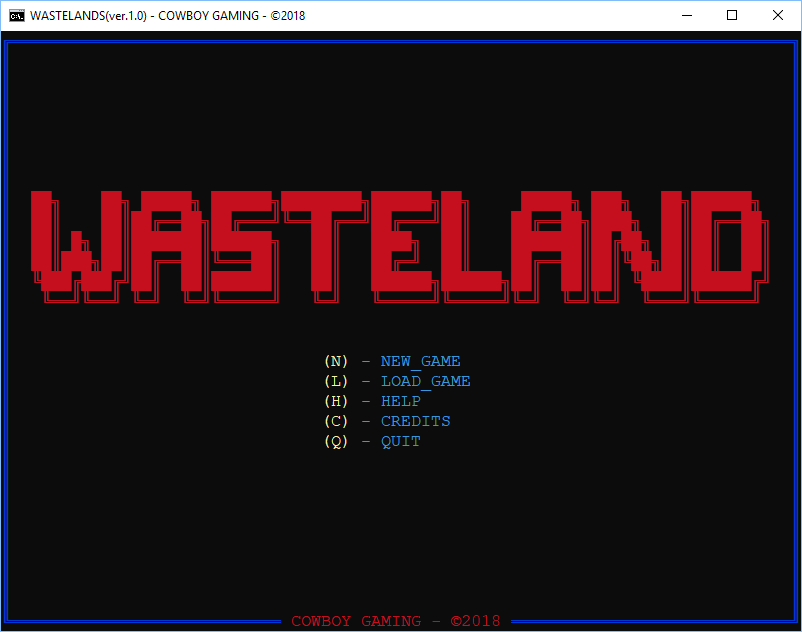 WASTELANDS(ver.1.0) - COWBOY GAMING - ©2018
WASTELAND
(N) - NEW_GAME
(L) - LOAD_GAME
(H) - HELP
(C) - CREDITS
(Q) - QUIT
COWBOY GAMING - ©2018